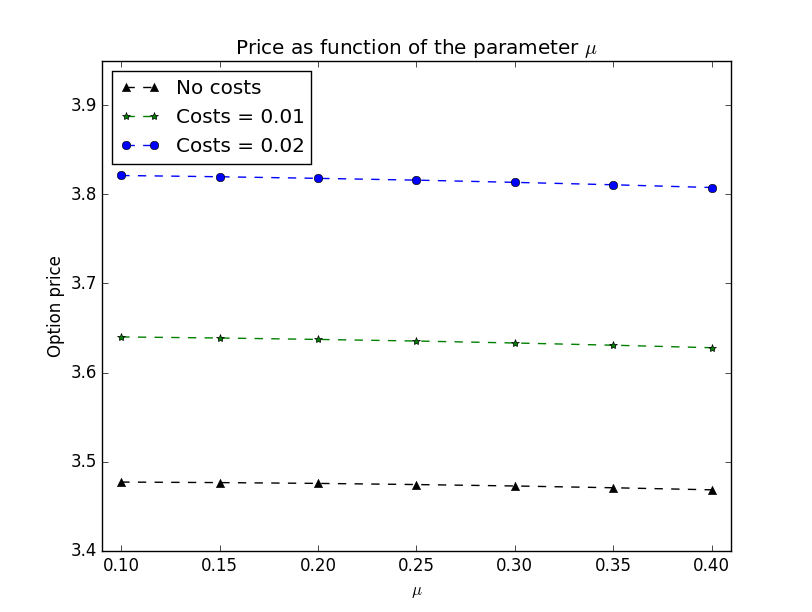 Price as function of the parameter μ
No costs
Costs = 0.01
Costs = 0.02
3.9
3.8
3.7
3.6
3.5
3.4
Option price
0.10 0.15 0.20 0.25 0.30 0.35 0.40
μ